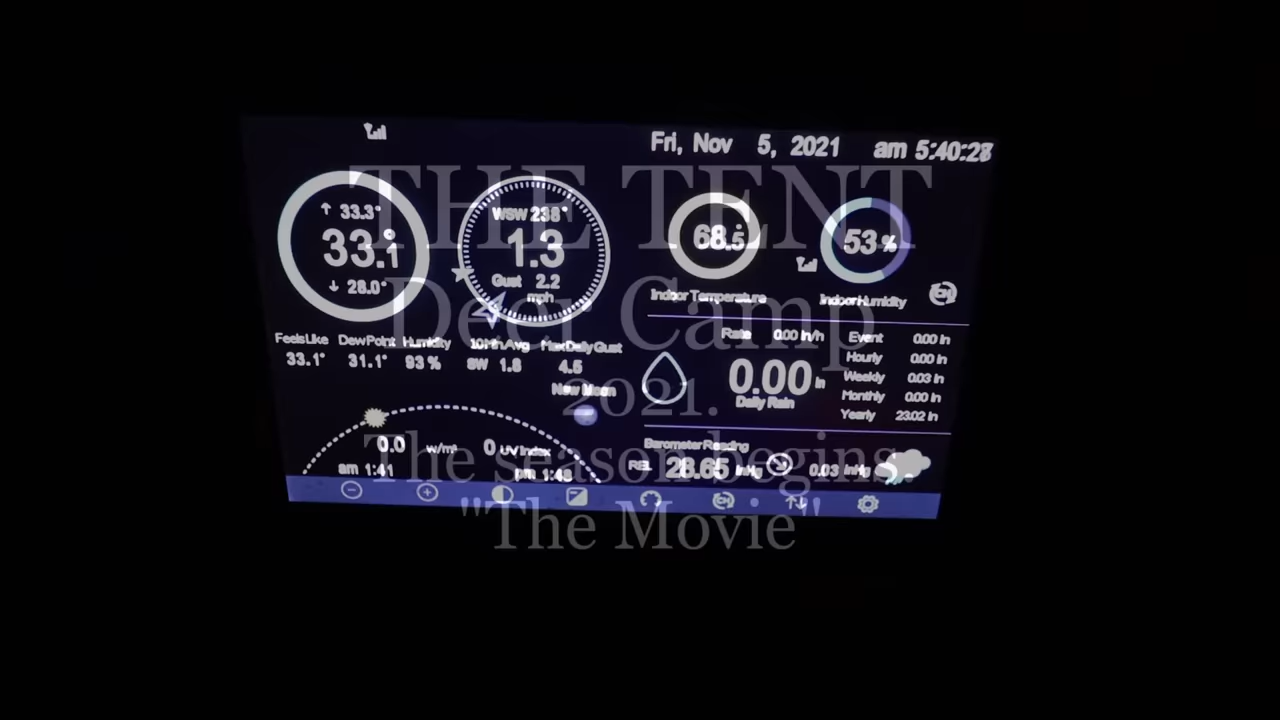 Fri, Nov 5, 2021 am 5:40:28
THE TENT
Deer Camp
2021.
The season begins.
"The Movie"
↑ 33.3°
33.1°
↓ 28.0°
WSW 238°
1.3
Gust 2.2
mph
68.5°
Indoor Temperature
53%
Indoor Humidity
Feels Like Dew Point Humidity 10 Min Avg Max Daily Gust
33.1° 31.1° 93% SW 1.8 4.5
New Moon
0.0 w/m² 0 UV Index
am 1:41 pm 1:48
Rate 0.00 in/h
0.00 in
Daily Rain
Event 0.00 in
Hourly 0.00 in
Weekly 0.03 in
Monthly 0.00 in
Yearly 23.02 in
Barometer Reading
REL 28.65 inHg 0.03 inHg